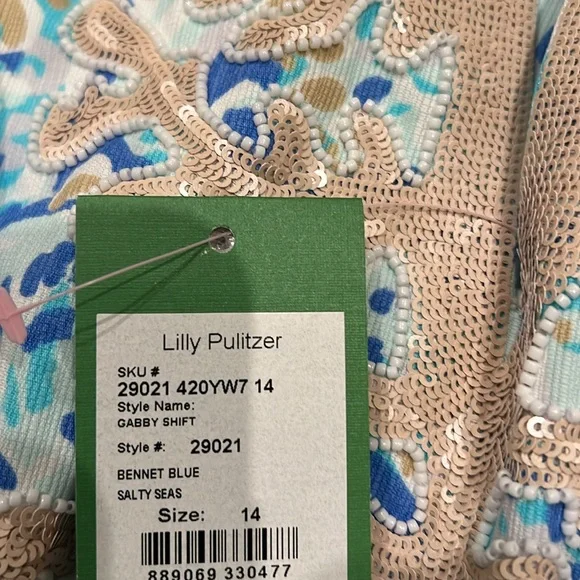 Lilly Pulitzer
SKU #
29021 420YW7 14
Style Name:
GABBY SHIFT
Style #: 29021
BENNET BLUE
SALTY SEAS
Size: 14
889069 330477